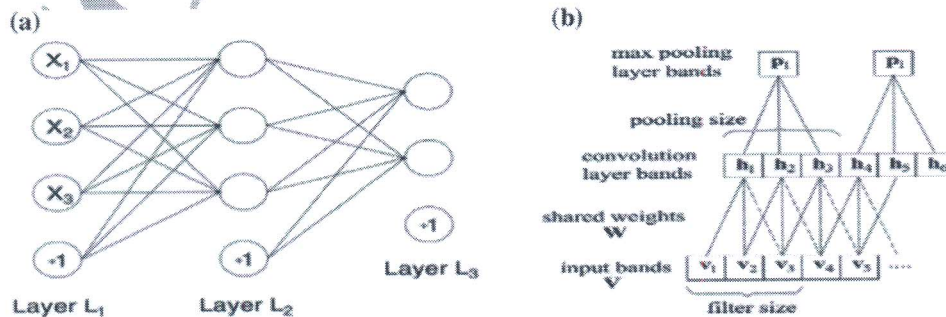 (a)
X₁
X₂
X₃
+1
+1
+1
Layer L₁
Layer L₂
Layer L₃
(b)
max pooling
layer bands
P₁
P₁
pooling size
convolution
layer bands
h₁ h₂ h₃ h₄ h₅ h₆
shared weights
W
input bands
V
v₁ v₂ v₃ v₄ v₅ ....
filter size